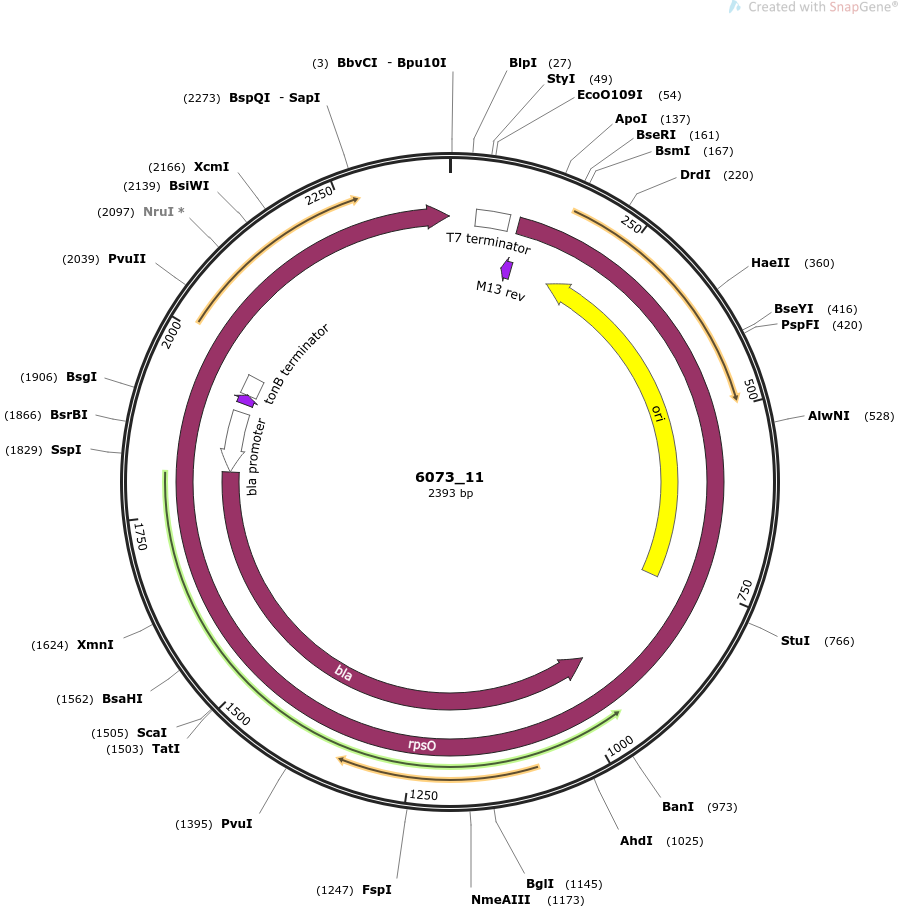 Created with SnapGene®
(3) BbvCI - Bpu10I
BlpI (27)
StyI (49)
EcoO109I (54)
ApoI (137)
BseRI (161)
BsmI (167)
DrdI (220)
HaeII (360)
BseYI (416)
PspFI (420)
AlwNI (528)
StuI (766)
BanI (973)
AhdI (1025)
BglI (1145)
NmeAIII (1173)
(1247) FspI
(1395) PvuI
(1503) TatI
(1505) ScaI
(1562) BsaHI
(1624) XmnI
(1829) SspI
(1866) BsrBI
(1906) BsgI
(2039) PvuII
(2097) NruI *
(2139) BsiWI
(2166) XcmI
(2273) BspQI - SapI
250
500
750
1000
1250
1500
1750
2000
2250
T7 terminator
M13 rev
ori
tonB terminator
bla promoter
bla
rpsO
6073_11
2393 bp